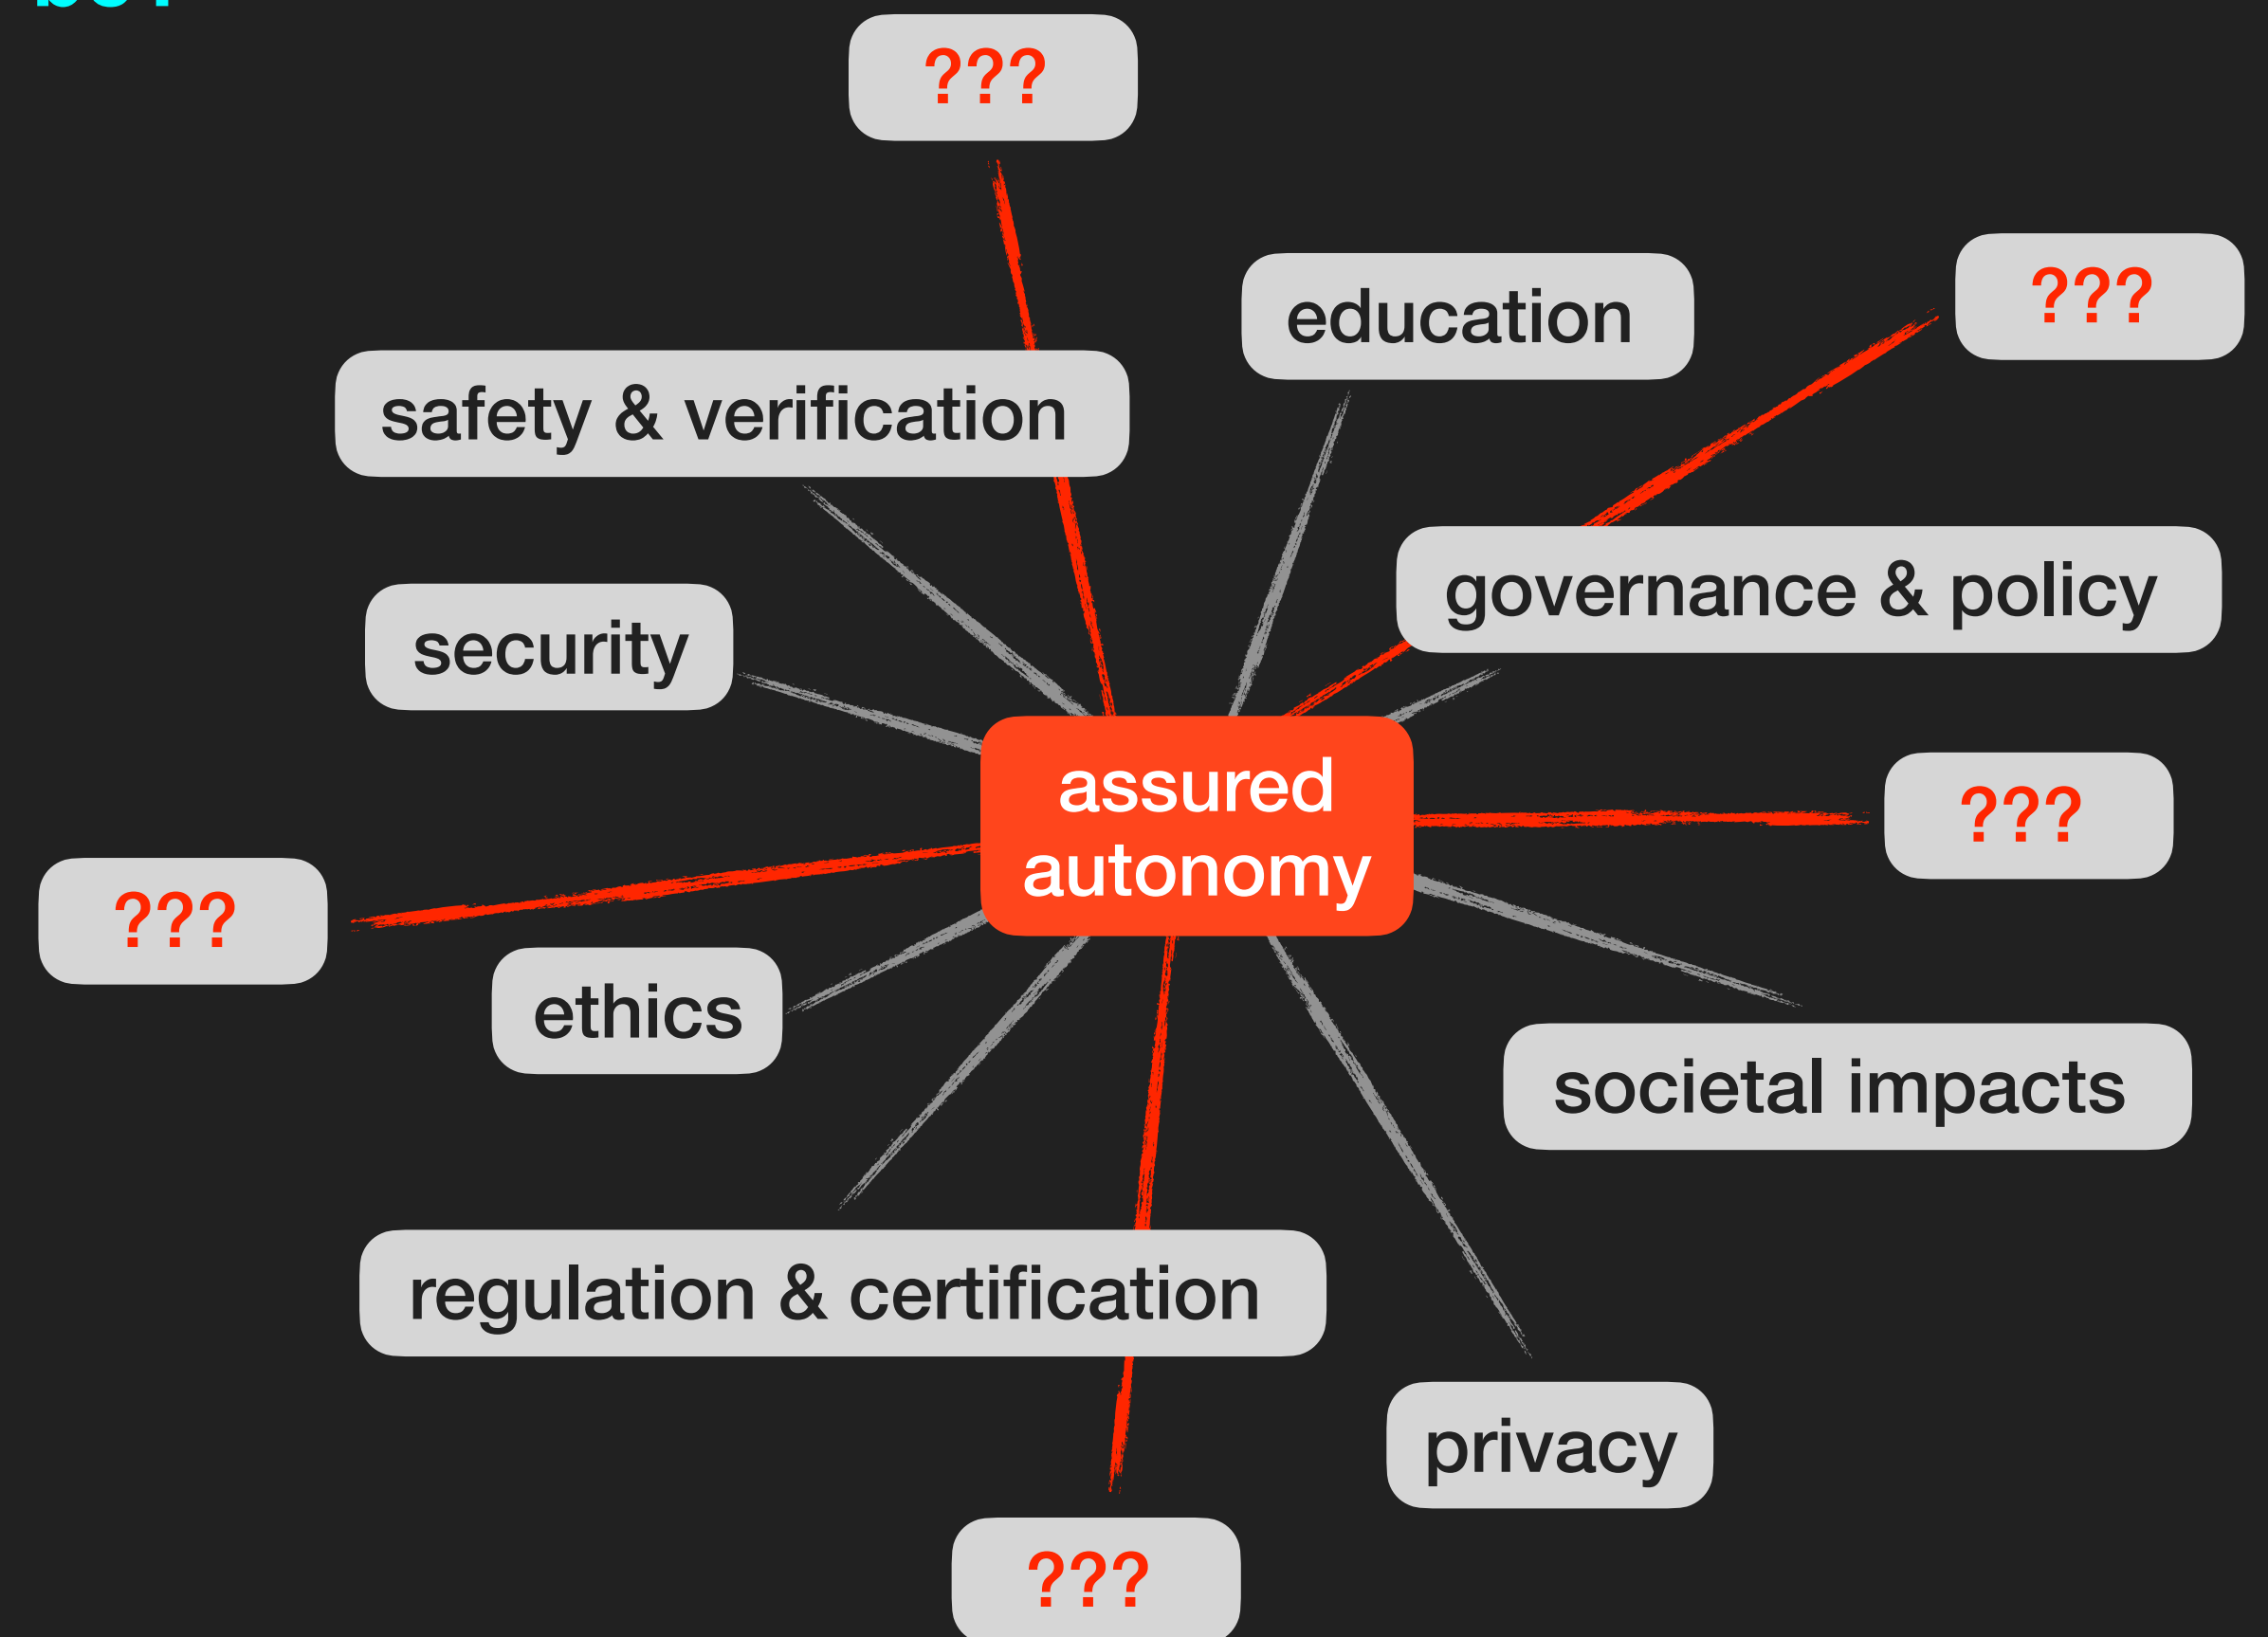 ???
education
???
safety & verification
governance & policy
security
assured
autonomy
???
???
ethics
societal impacts
regulation & certification
privacy
???